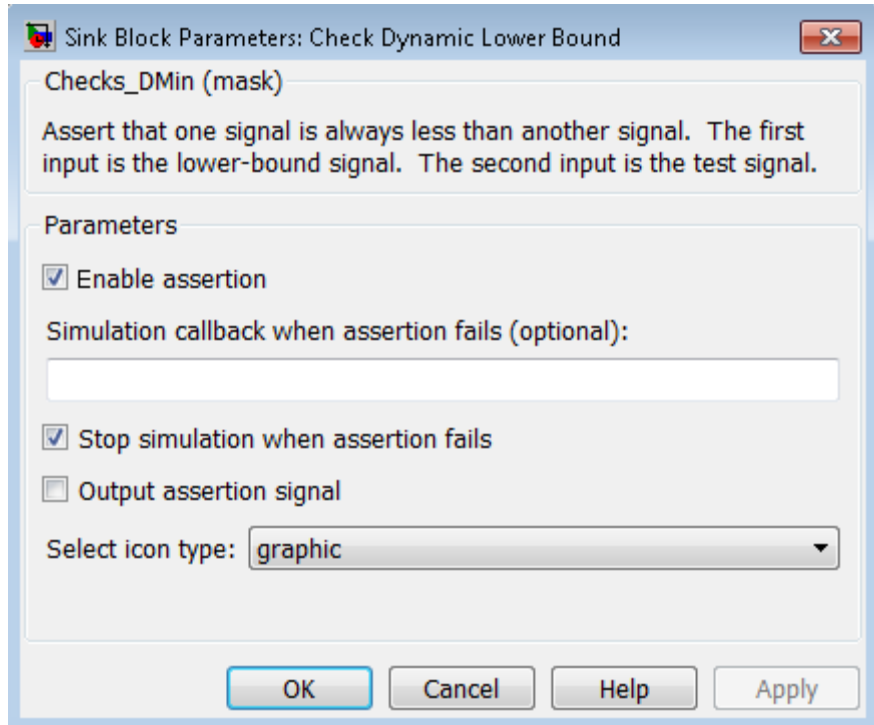 Sink Block Parameters: Check Dynamic Lower Bound
Checks_DMin (mask)
Assert that one signal is always less than another signal.  The first
input is the lower-bound signal.  The second input is the test signal.
Parameters
Enable assertion
Simulation callback when assertion fails (optional):
Stop simulation when assertion fails
Output assertion signal
Select icon type: graphic
OK Cancel Help Apply